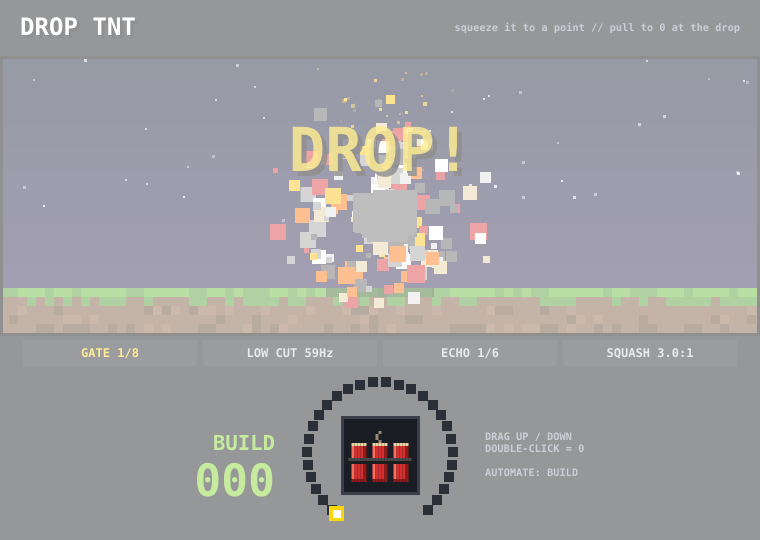 DROP TNT
squeeze it to a point // pull to 0 at the drop
DROP!
GATE 1/8
LOW CUT 59Hz
ECHO 1/6
SQUASH 3.0:1
BUILD
000
DRAG UP / DOWN
DOUBLE-CLICK = 0
AUTOMATE: BUILD